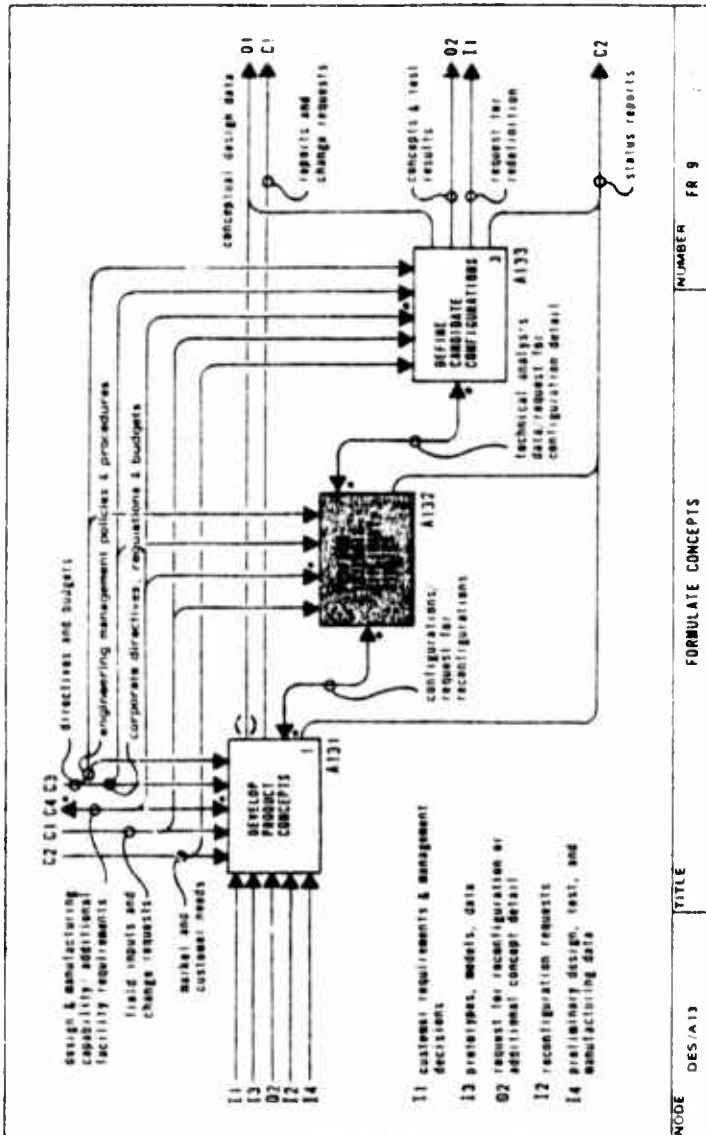 C2 C1 C4 C3
directives and budgets
engineering management policies & procedures
corporate directives, regulations & budgets
design & manufacturing
capability/additional
facility requirements
field inputs and
change requests
market and
customer needs
I1
I3
O2
I2
I4
DEVELOP
PRODUCT
CONCEPTS
1
A131
configurations/
request for
reconfigurations
A132
technical analysis
data/request for
configuration detail
DEFINE
CANDIDATE
CONFIGURATIONS
3
A133
conceptual design data
O1
C1
reports and
change requests
concepts & test
results
O2
I1
request for
redefinition
C2
status reports
I1 customer requirements & management
decisions
I3 prototypes, models, data
O2 request for reconfiguration or
additional concept detail
I2 reconfiguration requests
I4 preliminary design, test, and
manufacturing data
NODE DES/A13
TITLE
FORMULATE CONCEPTS
NUMBER FR 9